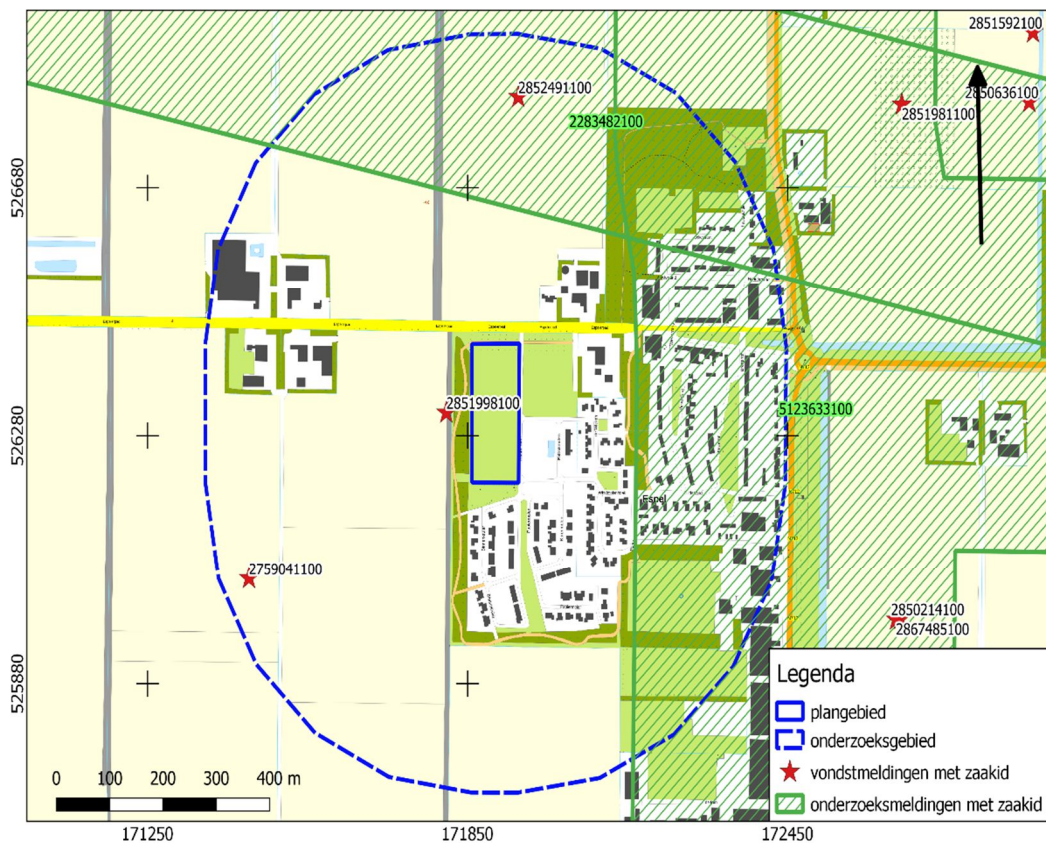 2851592100
2852491100
2850636100
2851981100
2283482100
526680
2851998100
5123633100
526280
Espel
2759041100
2850214100
2867485100
525880
Legenda
plangebied
onderzoeksgebied
vondstmeldingen met zaakid
onderzoeksmeldingen met zaakid
0 100 200 300 400 m
171250 171850 172450